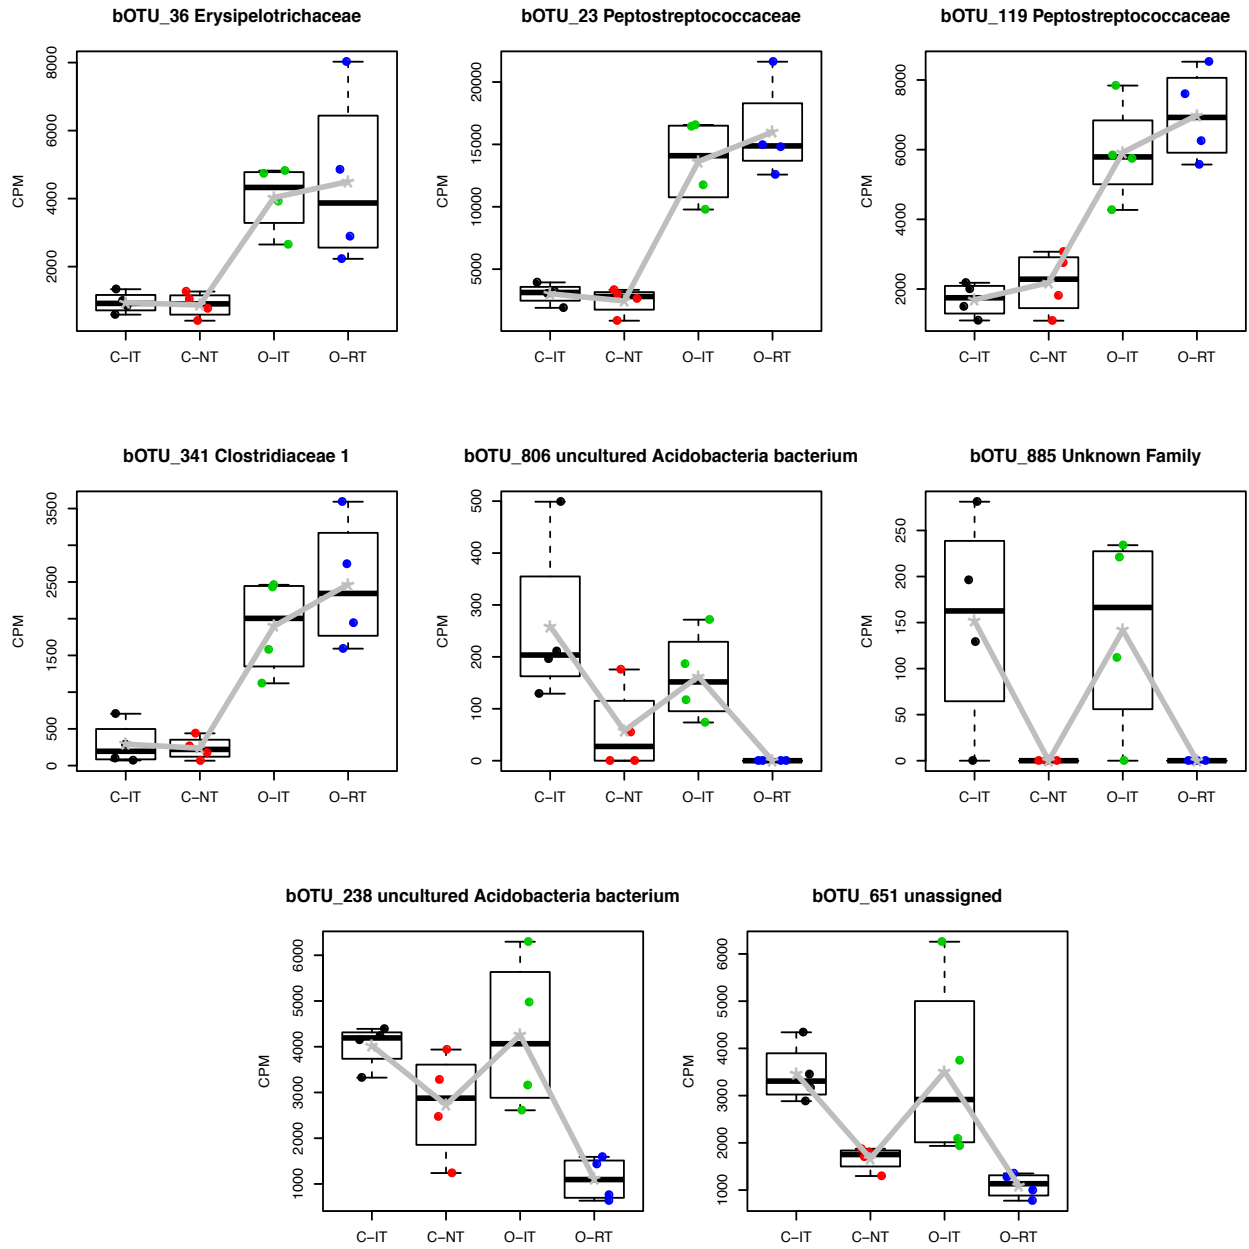 bOTU_36 Erysipelotrichaceae
CPM
8000
6000
4000
2000
C−IT C−NT O−IT O−RT
bOTU_23 Peptostreptococcaceae
CPM
20000
15000
10000
5000
C−IT C−NT O−IT O−RT
bOTU_119 Peptostreptococcaceae
CPM
8000
6000
4000
2000
C−IT C−NT O−IT O−RT
bOTU_341 Clostridiaceae 1
CPM
3500
2500
1500
500
0
C−IT C−NT O−IT O−RT
bOTU_806 uncultured Acidobacteria bacterium
CPM
500
400
300
200
100
0
C−IT C−NT O−IT O−RT
bOTU_885 Unknown Family
CPM
250
200
150
100
50
0
C−IT C−NT O−IT O−RT
bOTU_238 uncultured Acidobacteria bacterium
CPM
6000
5000
4000
3000
2000
1000
C−IT C−NT O−IT O−RT
bOTU_651 unassigned
CPM
6000
5000
4000
3000
2000
1000
C−IT C−NT O−IT O−RT